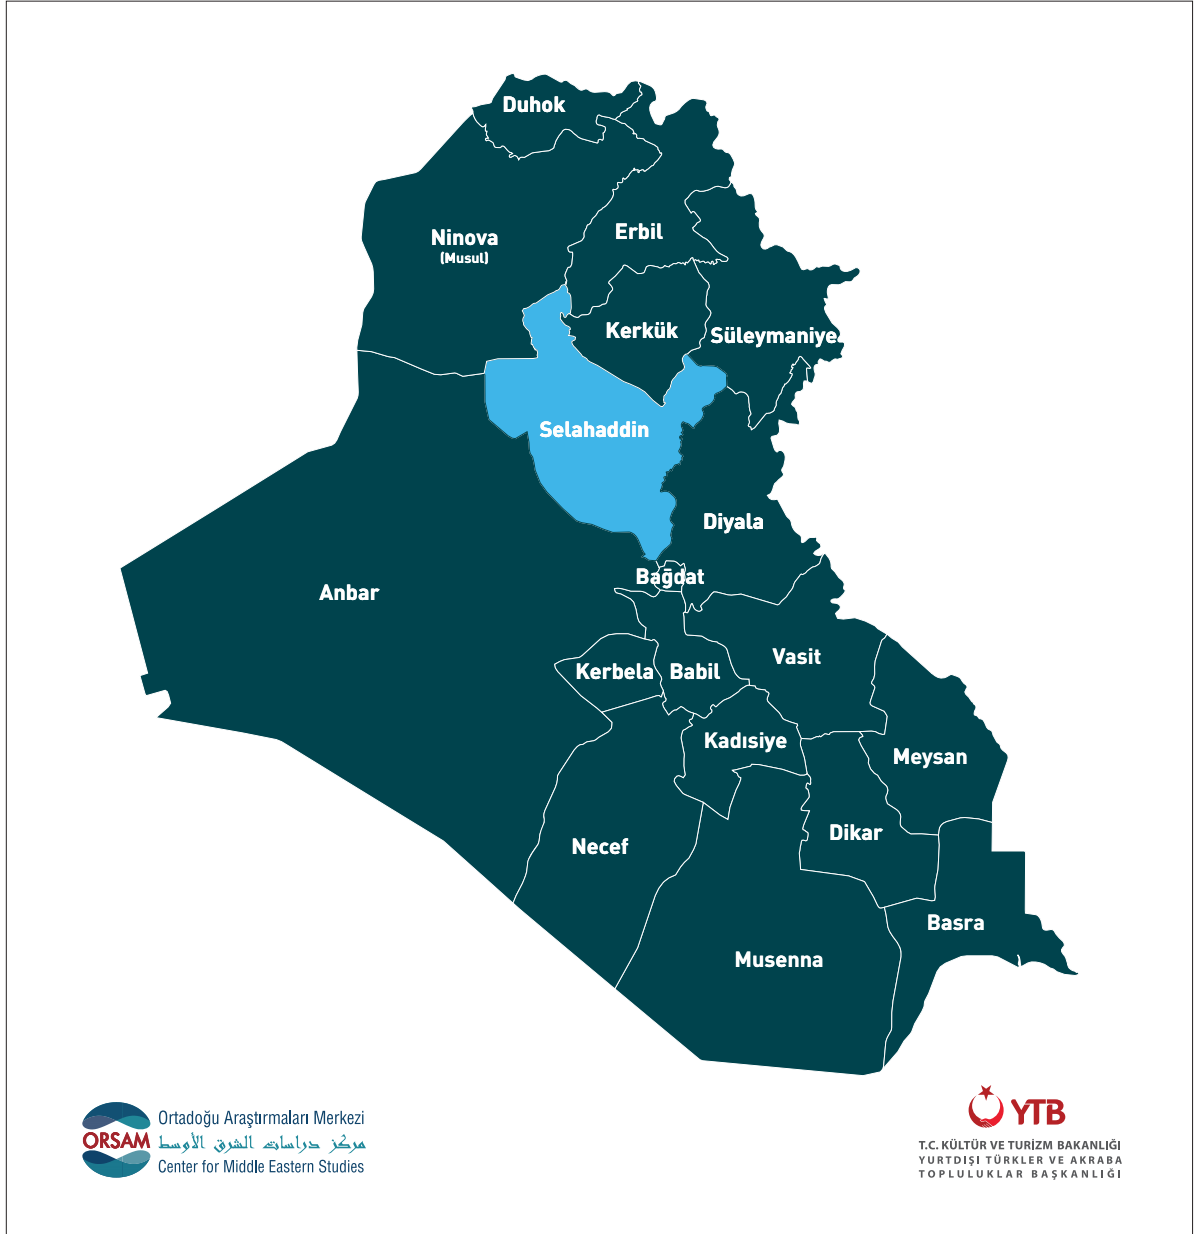 Duhok
Ninova
(Musul)
Erbil
Kerkük
Süleymaniye
Selahaddin
Diyala
Bağdat
Anbar
Vasit
Kerbela
Babil
Kadısiye
Meysan
Dikar
Necef
Basra
Musenna
ORSAM
Ortadoğu Araştırmaları Merkezi
مركز دراسات الشرق الأوسط
Center for Middle Eastern Studies
YTB
T.C. KÜLTÜR VE TURİZM BAKANLIĞI
YURTDIŞI TÜRKLER VE AKRABA
TOPLULUKLAR BAŞKANLIĞI